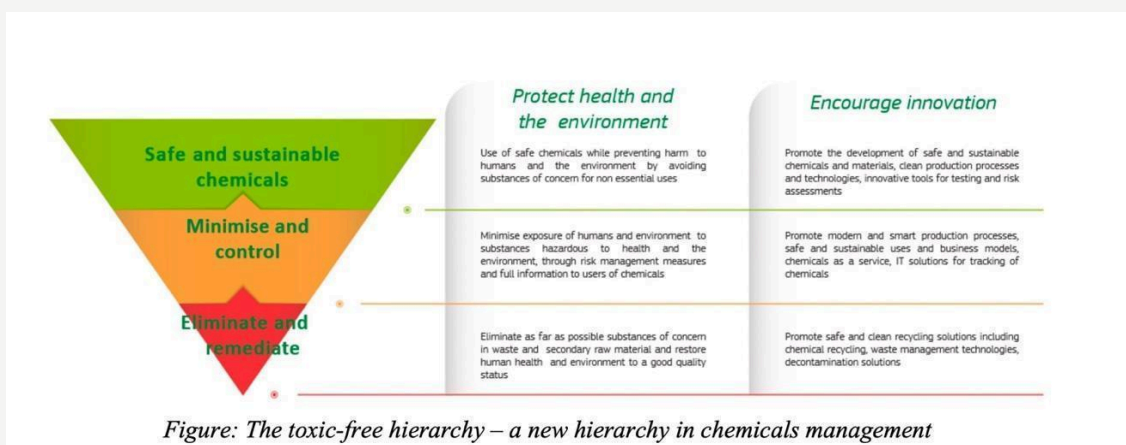 Safe and sustainable
chemicals
Minimise and
control
Eliminate and
remediate
Protect health and
the environment
Use of safe chemicals while preventing harm to
humans and the environment by avoiding
substances of concern for non essential uses
Minimise exposure of humans and environment to
substances hazardous to health and the
environment, through risk management measures
and full information to users of chemicals
Eliminate as far as possible substances of concern
in waste and secondary raw material and restore
human health and environment to a good quality
status
Encourage innovation
Promote the development of safe and sustainable
chemicals and materials, clean production processes
and technologies, innovative tools for testing and risk
assessments
Promote modern and smart production processes,
safe and sustainable uses and business models,
chemicals as a service, IT solutions for tracking of
chemicals
Promote safe and clean recycling solutions including
chemical recycling, waste management technologies,
decontamination solutions
Figure: The toxic-free hierarchy – a new hierarchy in chemicals management